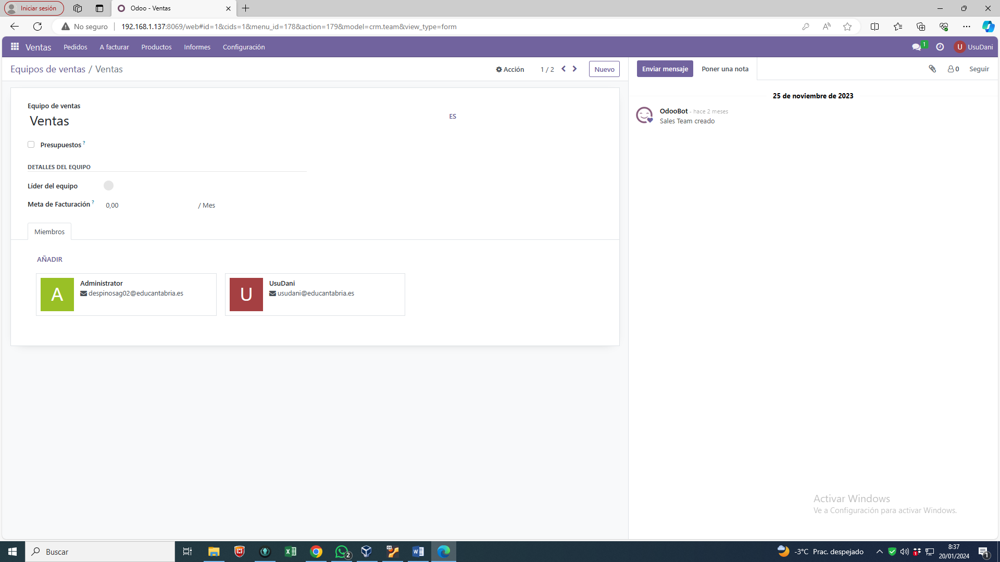 Iniciar sesión
Odoo - Ventas
No seguro
192.168.1.137:8069/web#id=1&cids=1&menu_id=178&action=179&model=crm.team&view_type=form
Ventas Pedidos A facturar Productos Informes Configuración
1
U UsuDani
Equipos de ventas / Ventas
Acción
1 / 2
Nuevo
Enviar mensaje
Poner una nota
0
Seguir
Equipo de ventas
Ventas
ES
Presupuestos ?
DETALLES DEL EQUIPO
Líder del equipo
Meta de Facturación ? 0,00 / Mes
Miembros
AÑADIR
A
Administrator
despinosag02@educantabria.es
U
UsuDani
usudani@educantabria.es
25 de noviembre de 2023
OdooBot - hace 2 meses
Sales Team creado
Activar Windows
Ve a Configuración para activar Windows.
Buscar
2
-3°C Prac. despejado
8:37
20/01/2024
1